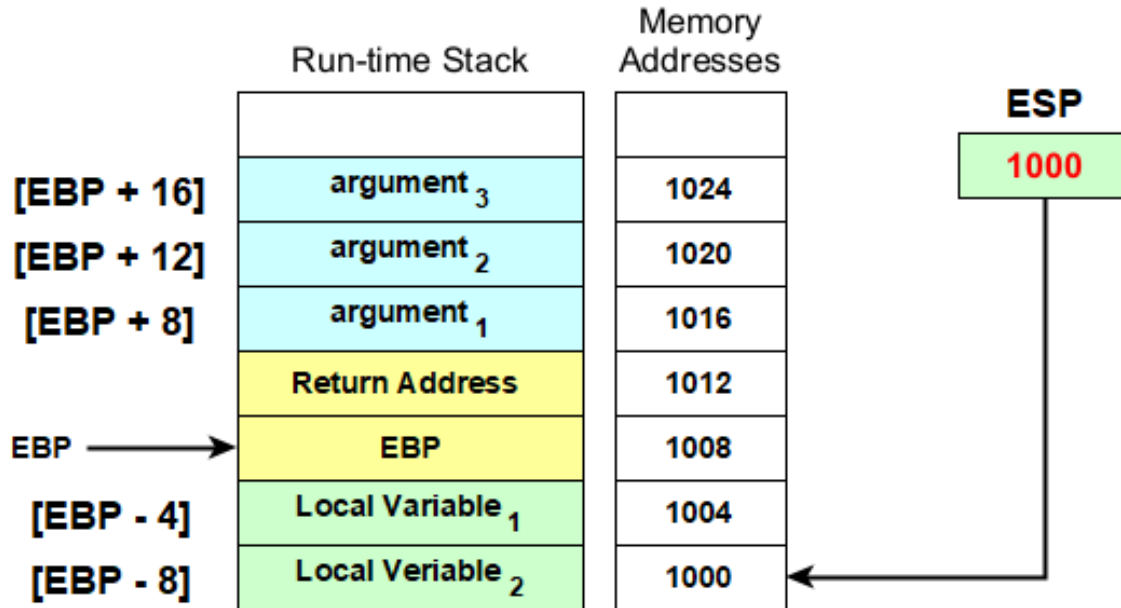 Run-time Stack
Memory
Addresses
ESP
1000
[EBP + 16] argument 3 1024
[EBP + 12] argument 2 1020
[EBP + 8] argument 1 1016
Return Address 1012
EBP EBP 1008
[EBP - 4] Local Variable 1 1004
[EBP - 8] Local Veriable 2 1000